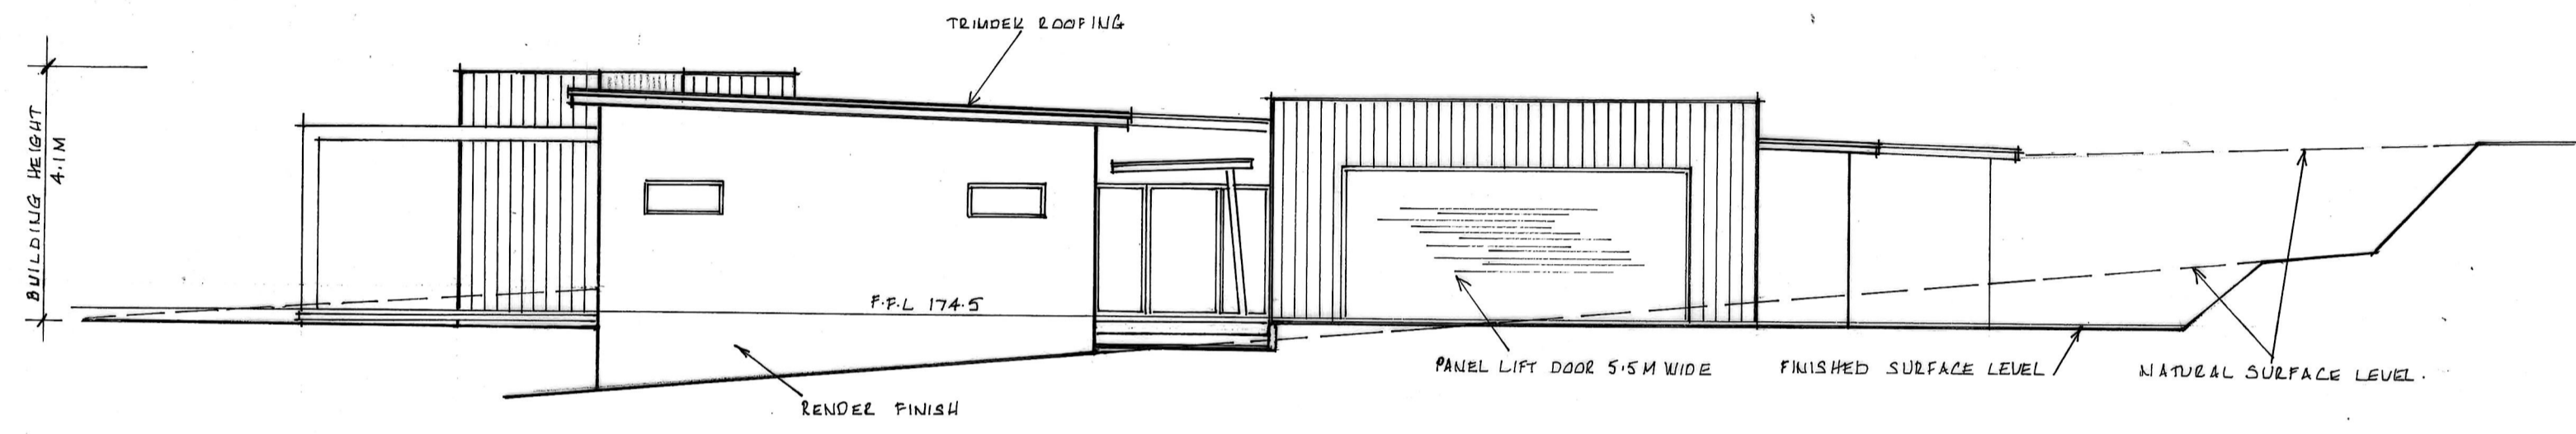 TRIMDEK ROOFING
BUILDING HEIGHT
4.1M
F.F.L 174.5
PANEL LIFT DOOR 5.5M WIDE
FINISHED SURFACE LEVEL
NATURAL SURFACE LEVEL.
RENDER FINISH